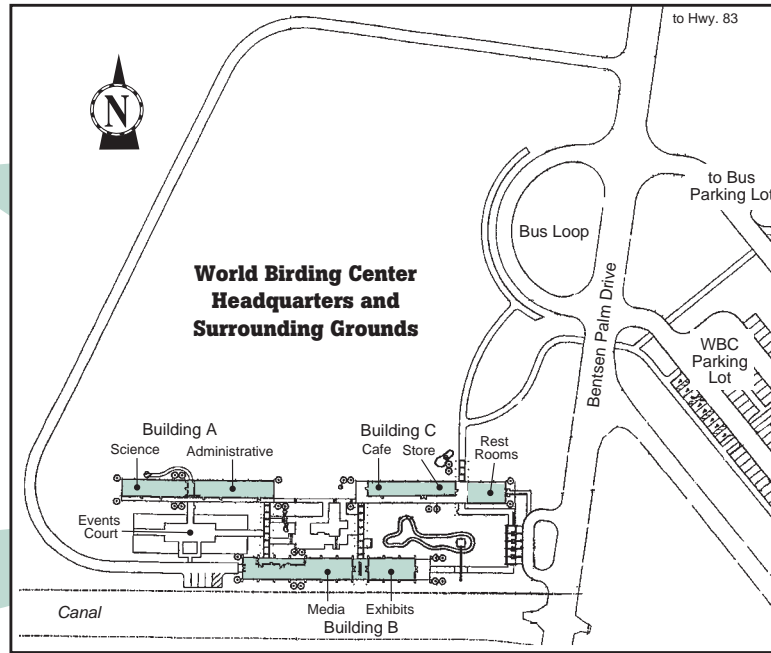 to Hwy. 83
N
to Bus
Parking Lot
Bus Loop
World Birding Center
Headquarters and
Surrounding Grounds
Bentsen Palm Drive
WBC
Parking
Lot
Building A
Building C
Science
Administrative
Cafe
Store
Rest
Rooms
Events
Court
Canal
Media
Exhibits
Building B